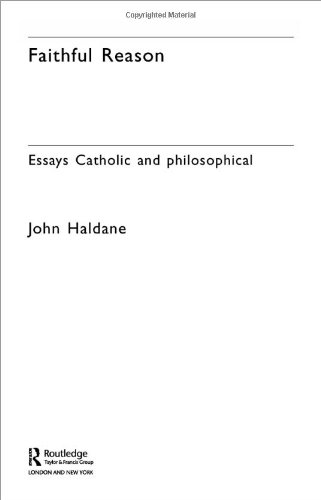 Copyrighted Material
Faithful Reason
Essays Catholic and philosophical
John Haldane
R
Routledge
Taylor & Francis Group
LONDON AND NEW YORK